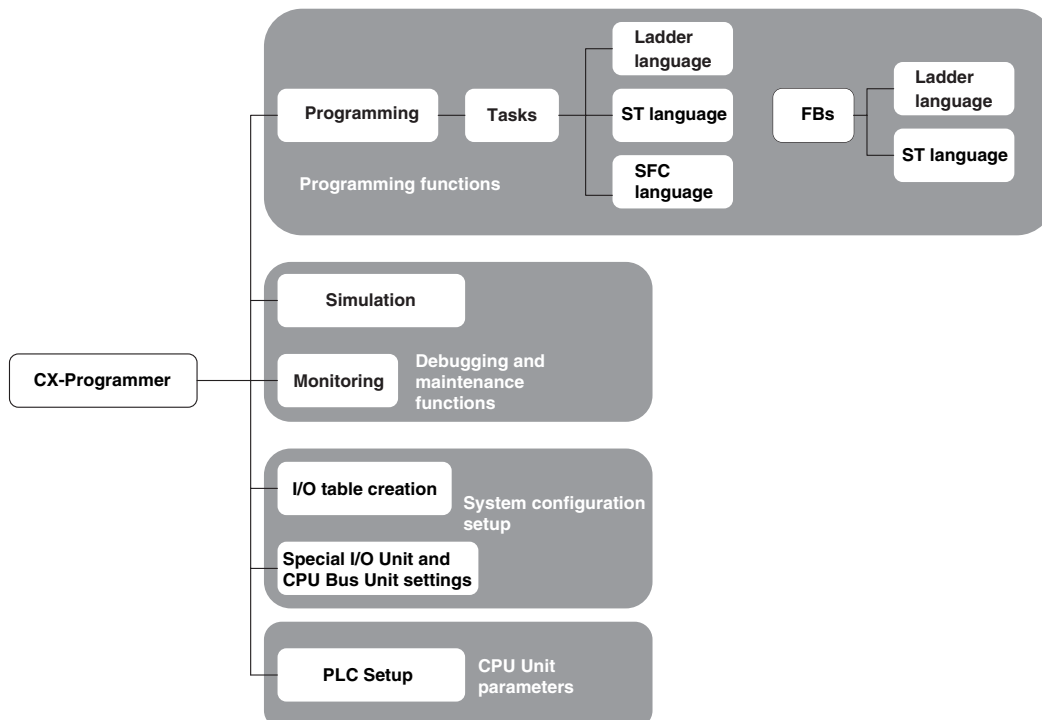 Ladder
language
Programming
Tasks
ST language
SFC
language
FBs
Ladder
language
ST language
Programming functions
Simulation
Monitoring
Debugging and
maintenance
functions
CX-Programmer
I/O table creation
System configuration
setup
Special I/O Unit and
CPU Bus Unit settings
PLC Setup
CPU Unit
parameters